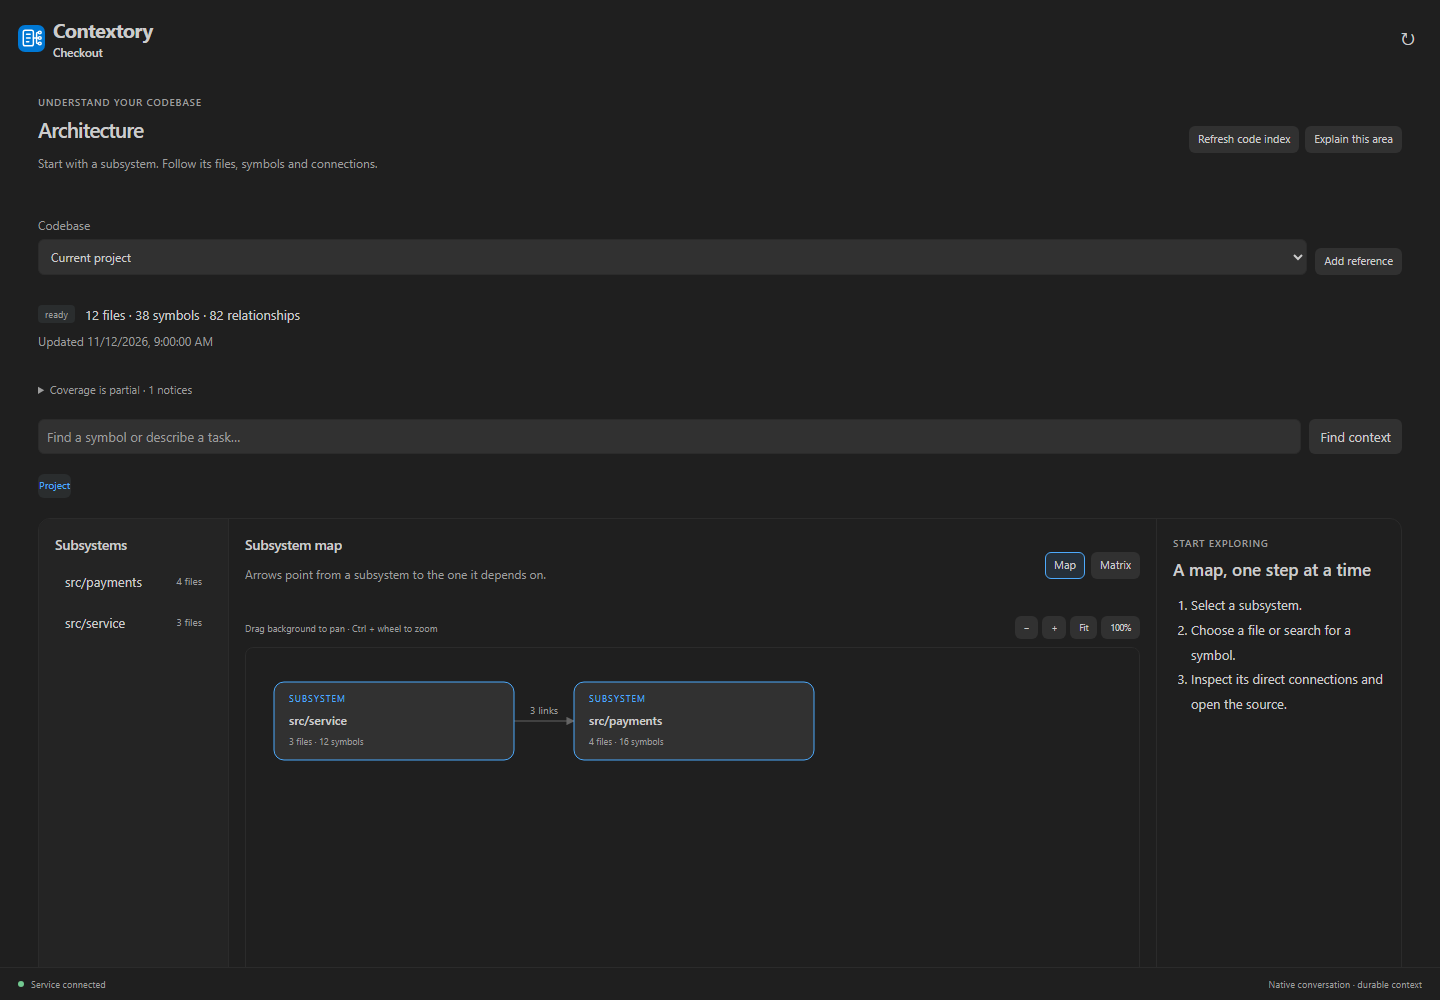 Contextory
Checkout
↻
UNDERSTAND YOUR CODEBASE
Architecture
Start with a subsystem. Follow its files, symbols and connections.
Refresh code index
Explain this area
Codebase
Current project
Add reference
ready
12 files · 38 symbols · 82 relationships
Updated 11/12/2026, 9:00:00 AM
Coverage is partial · 1 notices
Find a symbol or describe a task...
Find context
Project
Subsystems
src/payments 4 files
src/service 3 files
Subsystem map
Arrows point from a subsystem to the one it depends on.
Map
Matrix
Drag background to pan · Ctrl + wheel to zoom
−
+
Fit
100%
SUBSYSTEM
src/service
3 files · 12 symbols
3 links
SUBSYSTEM
src/payments
4 files · 16 symbols
START EXPLORING
A map, one step at a time
1. Select a subsystem.
2. Choose a file or search for a
symbol.
3. Inspect its direct connections and
open the source.
Service connected
Native conversation · durable context